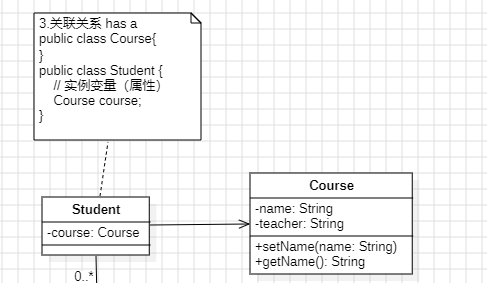 3.关联关系 has a
public class Course{
}
public class Student {
// 实例变量（属性）
Course course;
}
Student
-course: Course
0..*
Course
-name: String
-teacher: String
+setName(name: String)
+getName(): String